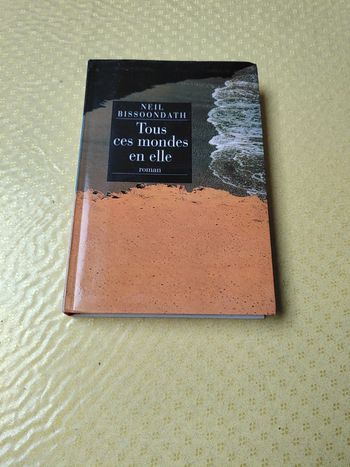 NEIL
BISSOONDATH
Tous
ces mondes
en elle
roman